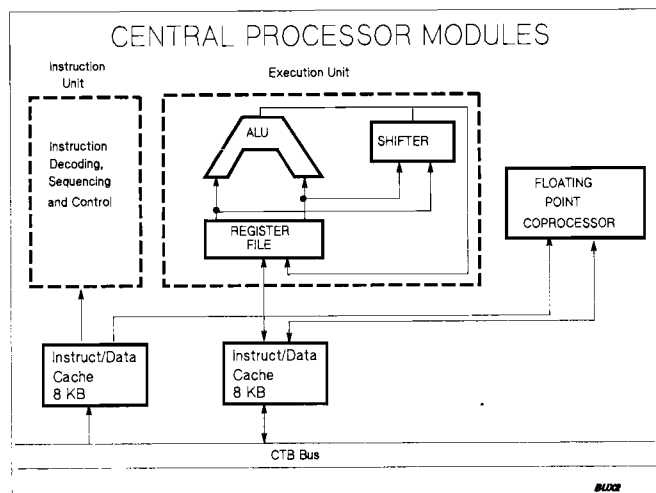 CENTRAL PROCESSOR MODULES
Instruction
Unit
Execution Unit
Instruction
Decoding,
Sequencing
and Control
ALU
SHIFTER
REGISTER
FILE
FLOATING
POINT
COPROCESSOR
Instruct/Data
Cache
8 KB
Instruct/Data
Cache
8 KB
CTB Bus